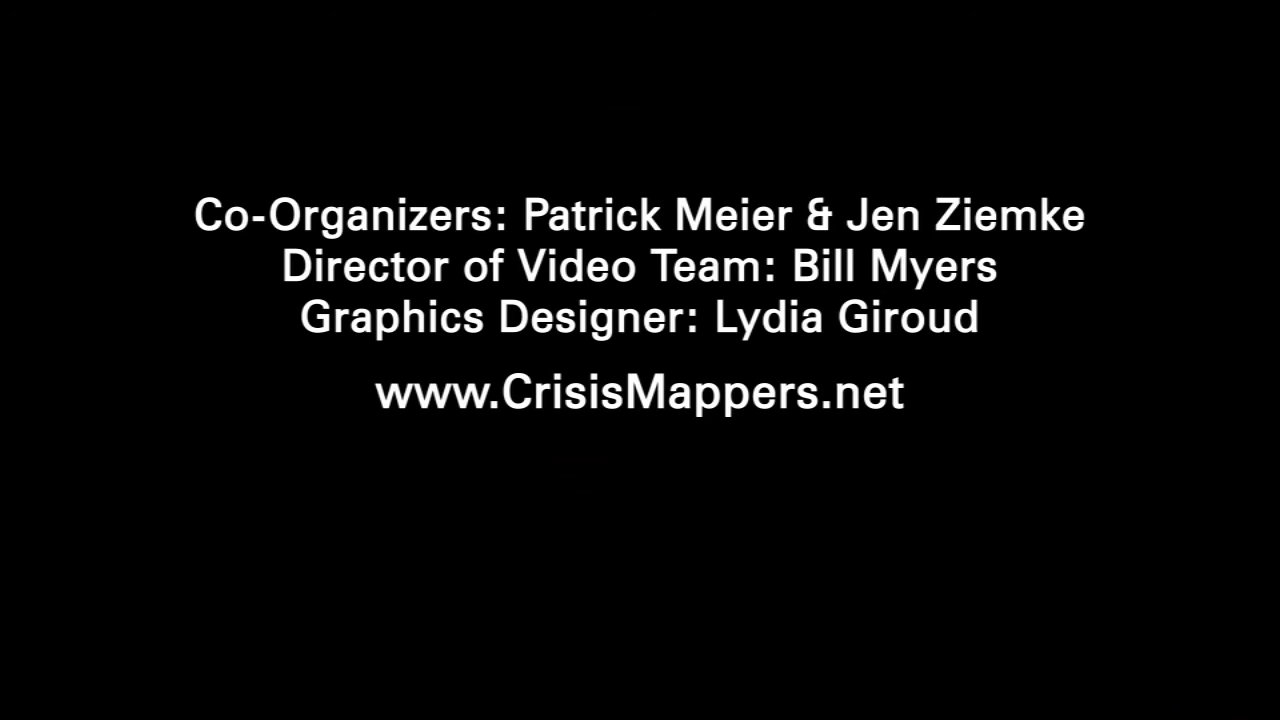 Co-Organizers: Patrick Meier & Jen Ziemke
Director of Video Team: Bill Myers
Graphics Designer: Lydia Giroud
www.CrisisMappers.net